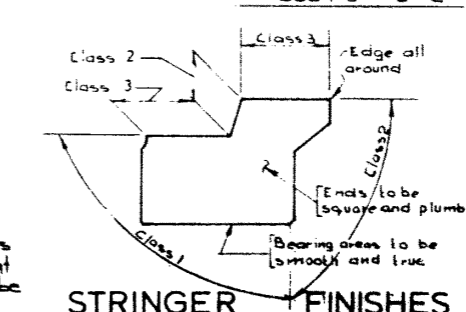 Class 3
Class 2
Class 3
Edge all
around
Class 2
Ends to be
square and plumb
Class 1
Bearing areas to be
smooth and true
be
STRINGER FINISHES